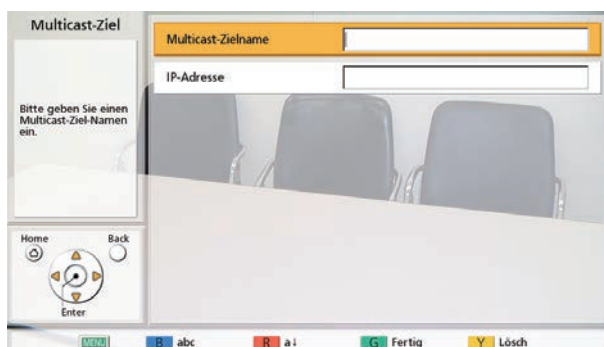 Multicast-Ziel
Multicast-Zielname
IP-Adresse
Bitte geben Sie einen
Multicast-Ziel-Namen
ein.
Home
Back
Enter
MENU
B abc
R a↓
G Fertig
Y Lösch